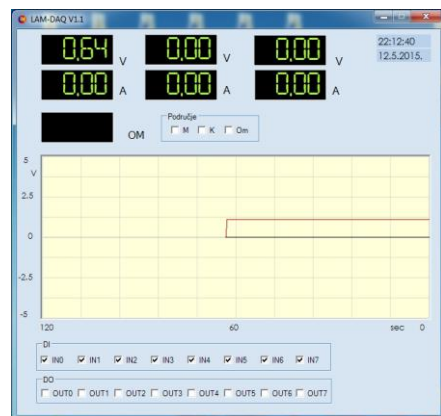 LAM-DAQ V1.1
0.64 V 0.00 V 0.00 V
22:12:40
12.5.2015.
0.00 A 0.00 A 0.00 A
OM
Područje
M K Om
5
V
2.5
0
-2.5
-5
120 60 sec 0
DI
IN0 IN1 IN2 IN3 IN4 IN5 IN6 IN7
DO
OUT0 OUT1 OUT2 OUT3 OUT4 OUT5 OUT6 OUT7